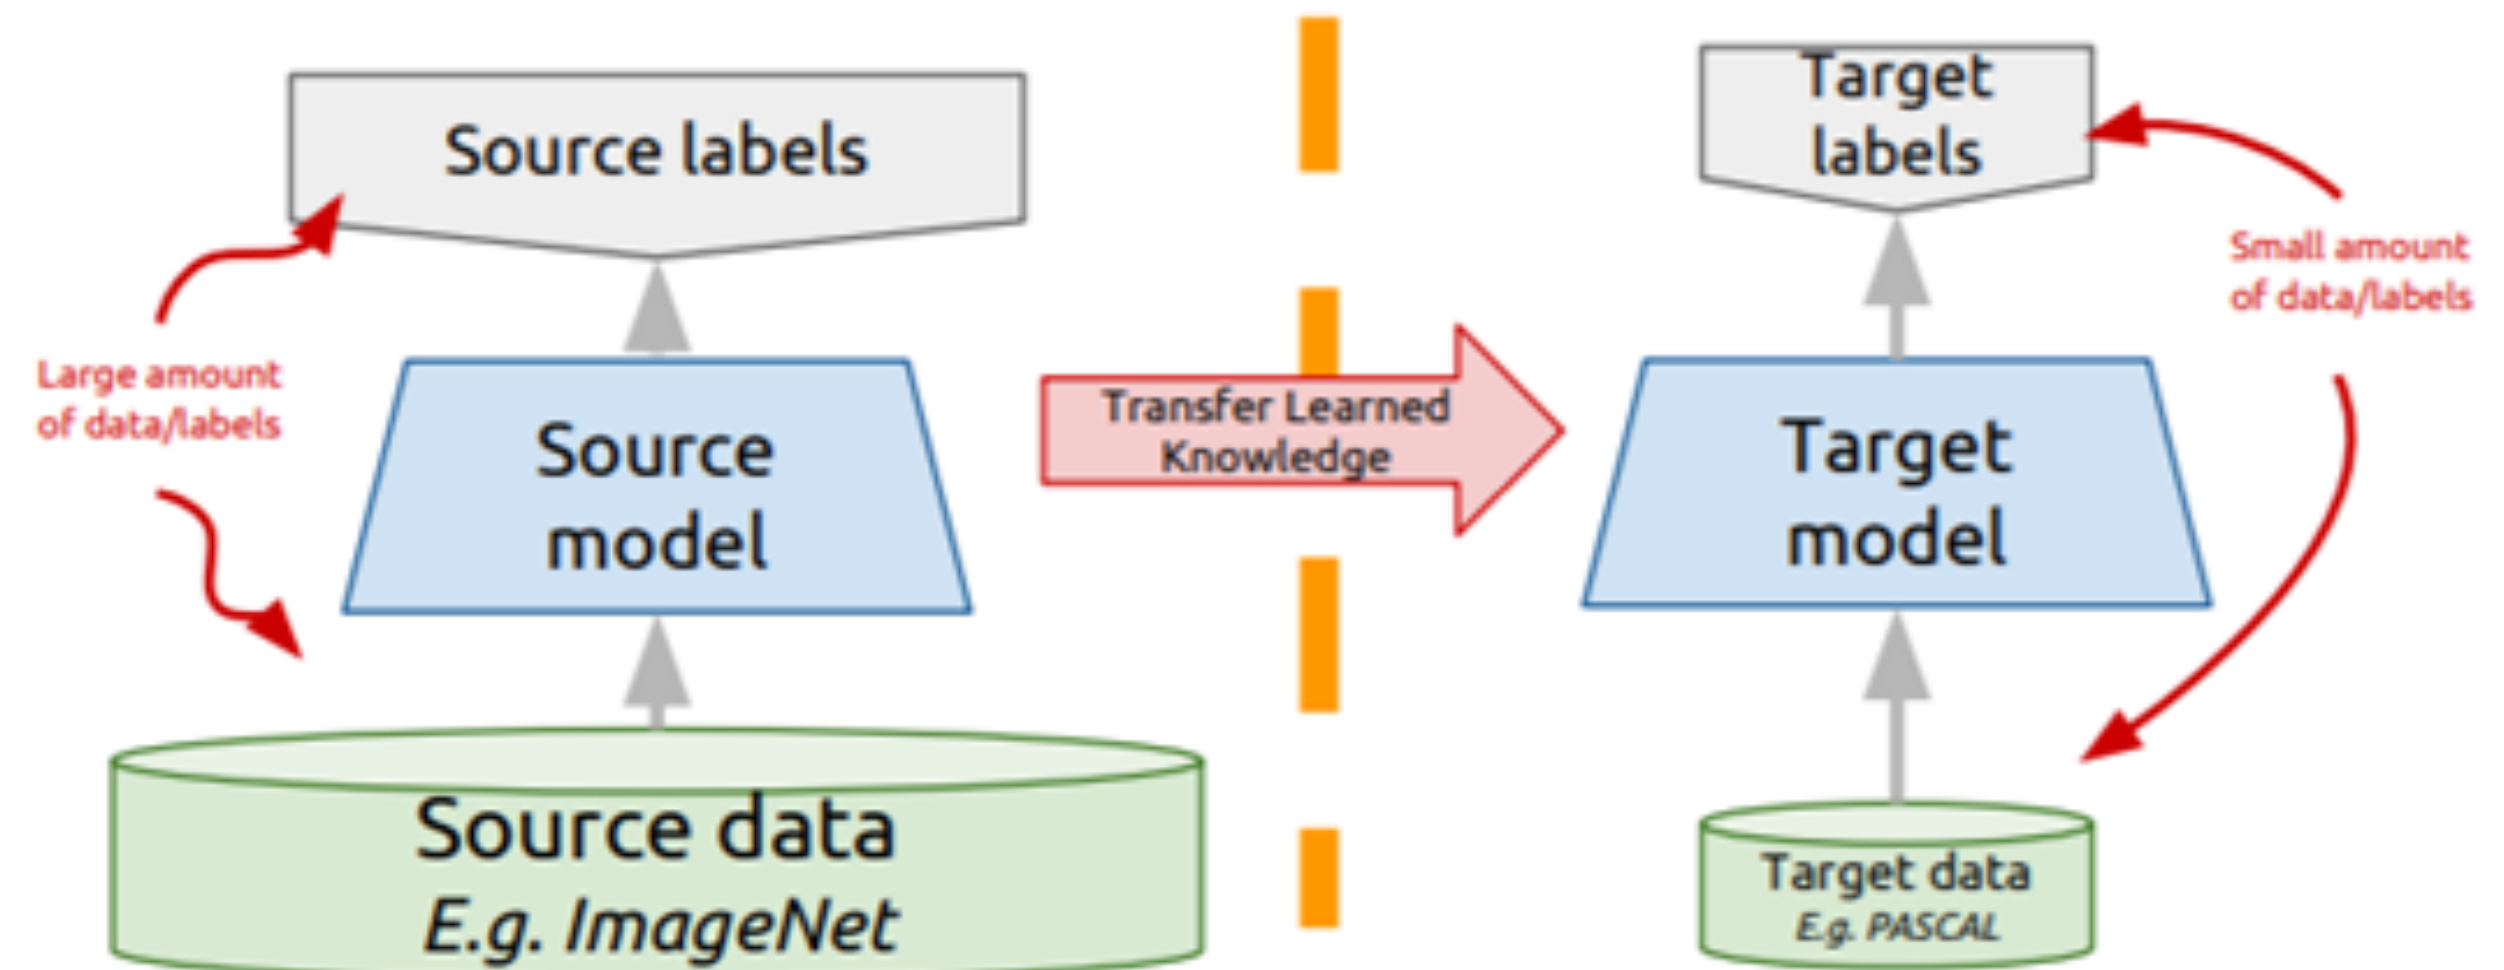 Source labels
Large amount
of data/labels
Source
model
Source data
E.g. ImageNet
Transfer Learned
Knowledge
Target
labels
Small amount
of data/labels
Target
model
Target data
E.g. PASCAL